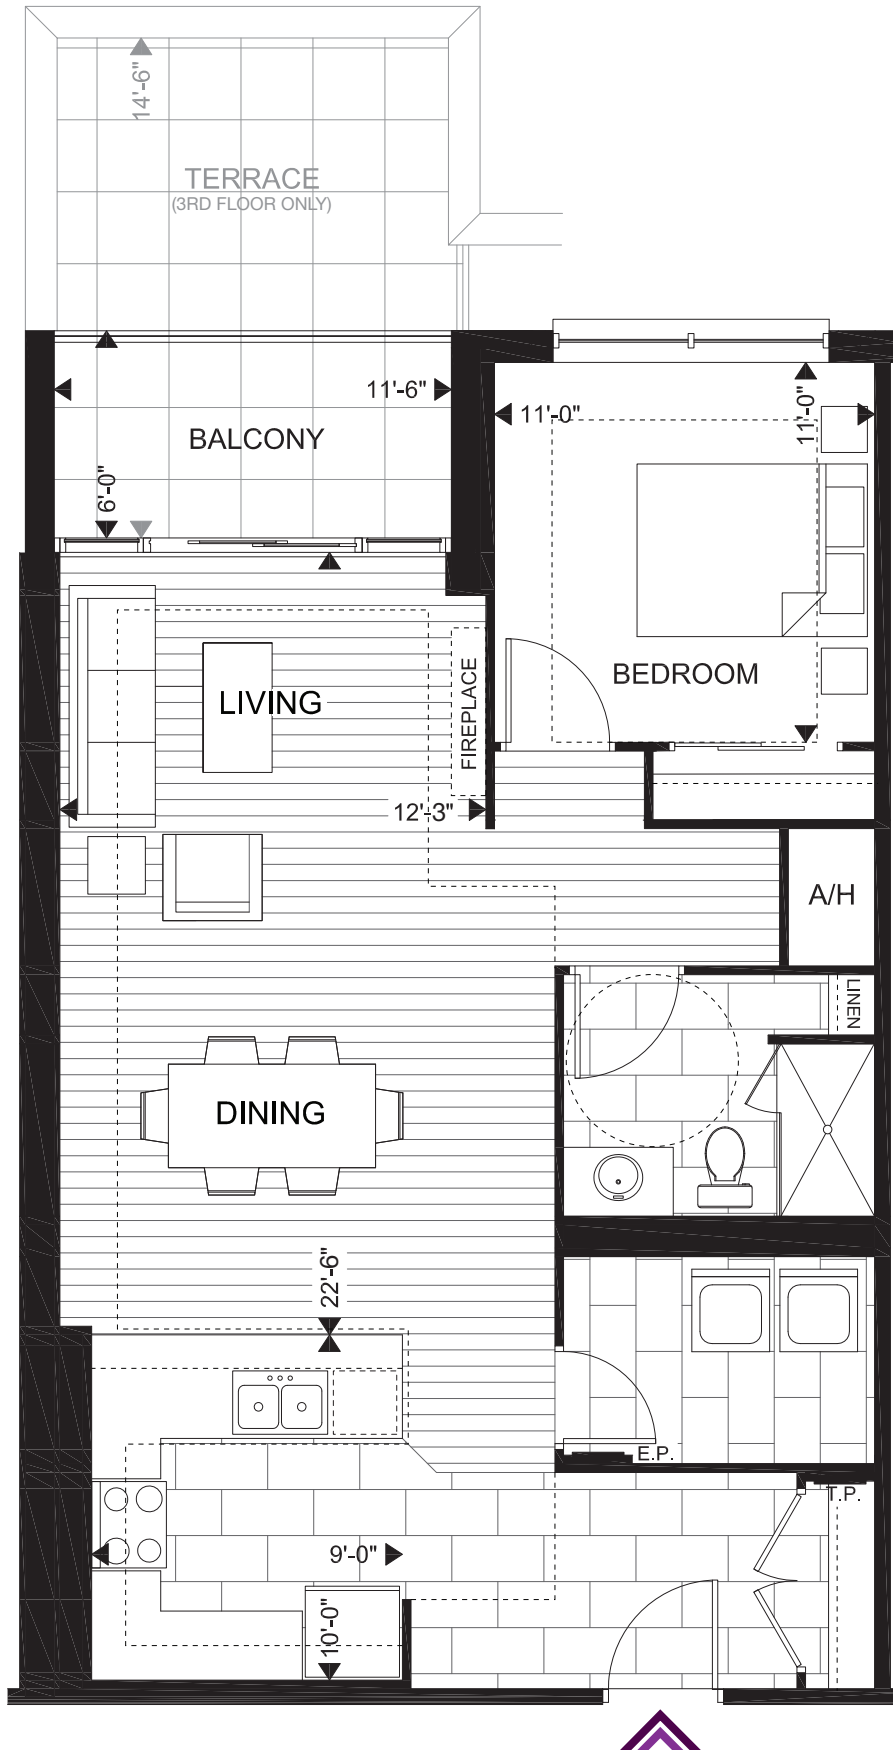 14'-6"
TERRACE
(3RD FLOOR ONLY)
11'-6"
11'-0"
11'-0"
BALCONY
6'-0"
BEDROOM
LIVING
FIREPLACE
12'-3"
A/H
LINEN
DINING
22'-6"
E.P.
T.P.
9'-0"
10'-0"